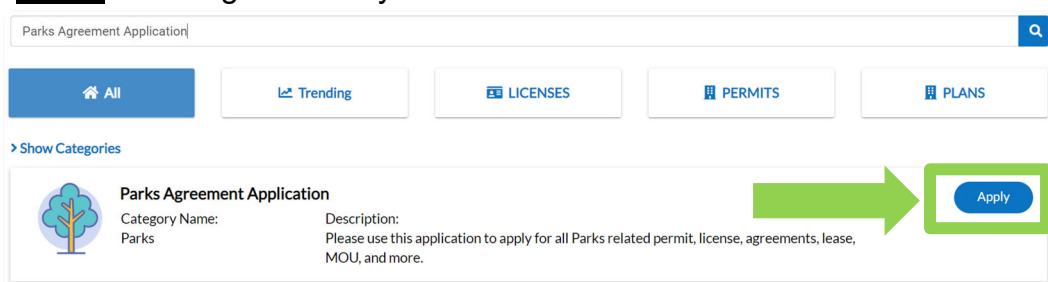 Parks Agreement Application
All
Trending
LICENSES
PERMITS
PLANS
Show Categories
Parks Agreement Application
Apply
Category Name:
Description:
Parks
Please use this application to apply for all Parks related permit, license, agreements, lease,
MOU, and more.